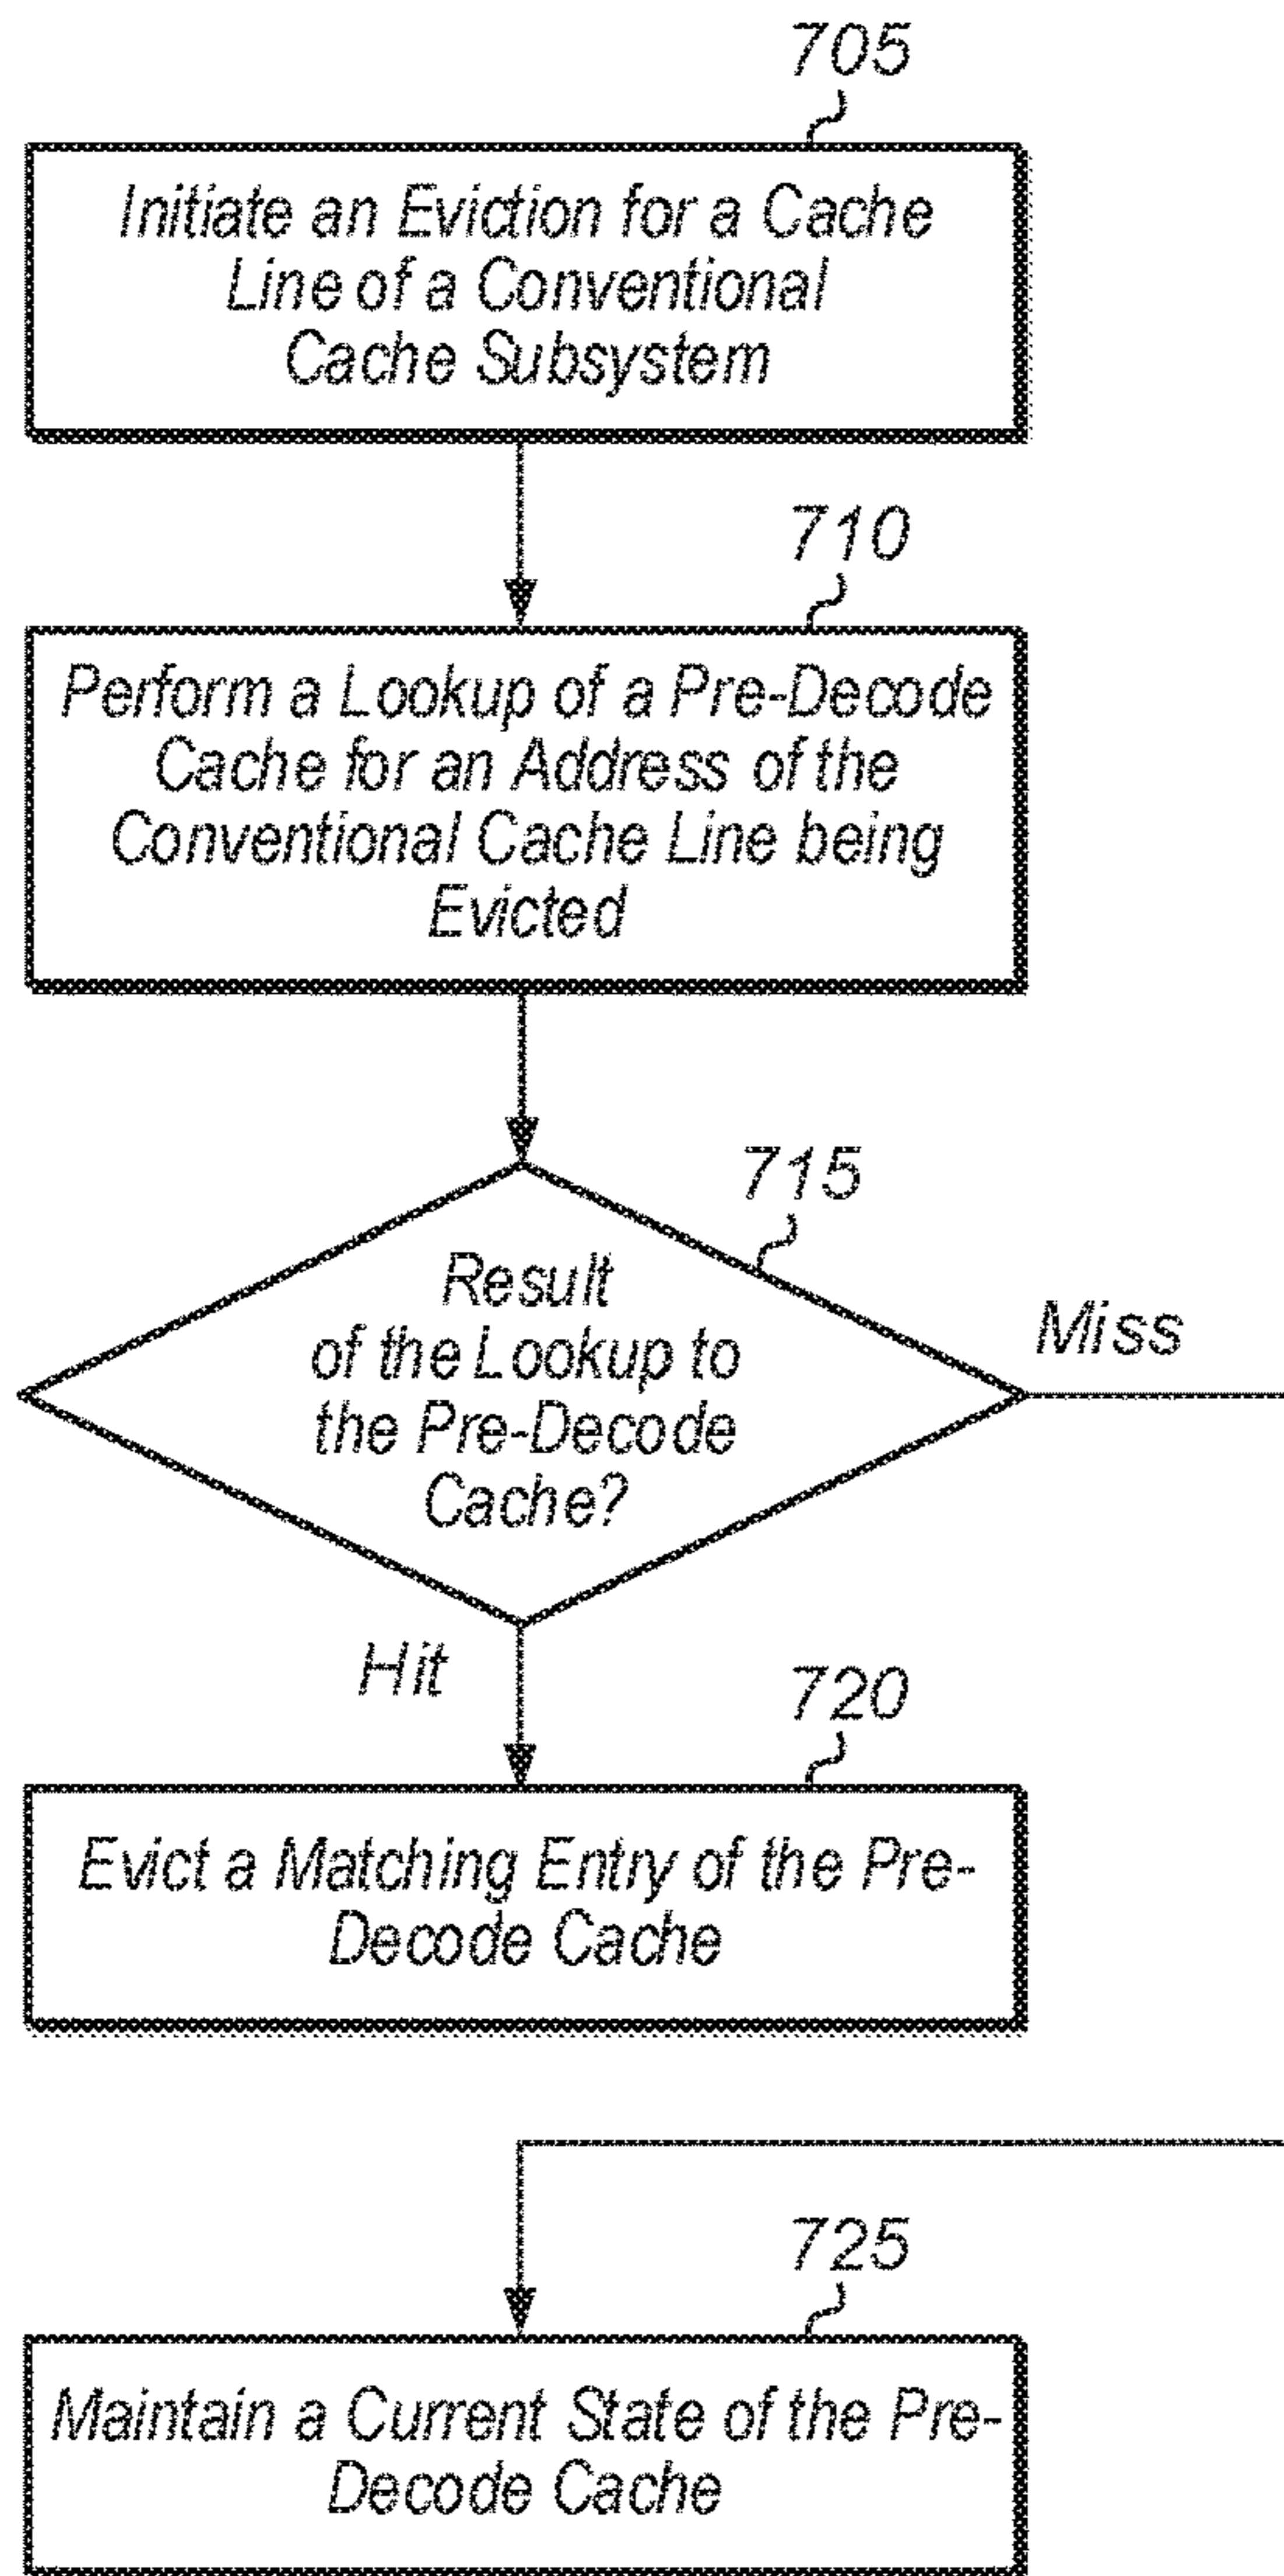 705
Initiate an Eviction for a Cache
Line of a Conventional
Cache Subsystem
710
Perform a Lookup of a Pre-Decode
Cache for an Address of the
Conventional Cache Line being
Evicted
715
Result
of the Lookup to
the Pre-Decode
Cache?
Miss
Hit
720
Evict a Matching Entry of the Pre-
Decode Cache
725
Maintain a Current State of the Pre-
Decode Cache